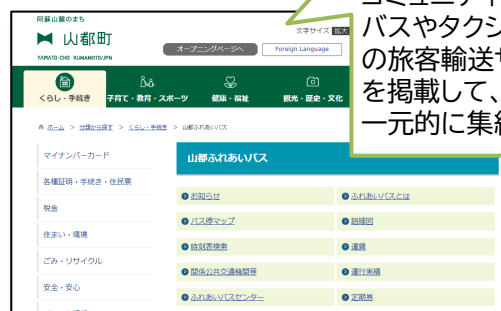 コミュニティ
バスやタクシ
の旅客輸送サ
を掲載して、
一元的に集約
阿蘇山麓のまち
山都町
YAMATO-CHO KUMAMOTO/JPN
文字サイズ 拡大
オープニングページへ Foreign Language
くらし・手続き 子育て・教育・スポーツ 健康・福祉 観光・歴史・文化
ホーム > 分類から探す > くらし・手続き > 山都ふれあいバス
マイナンバーカード
各種証明・手続き・住民票
税金
住まい・環境
ごみ・リサイクル
安全・安心
山都ふれあいバス
お知らせ ふれあいバスとは
バス停マップ 路線図
時刻表検索 運賃
関係公共交通機関等 運行実績
ふれあいバスセンター 定期券